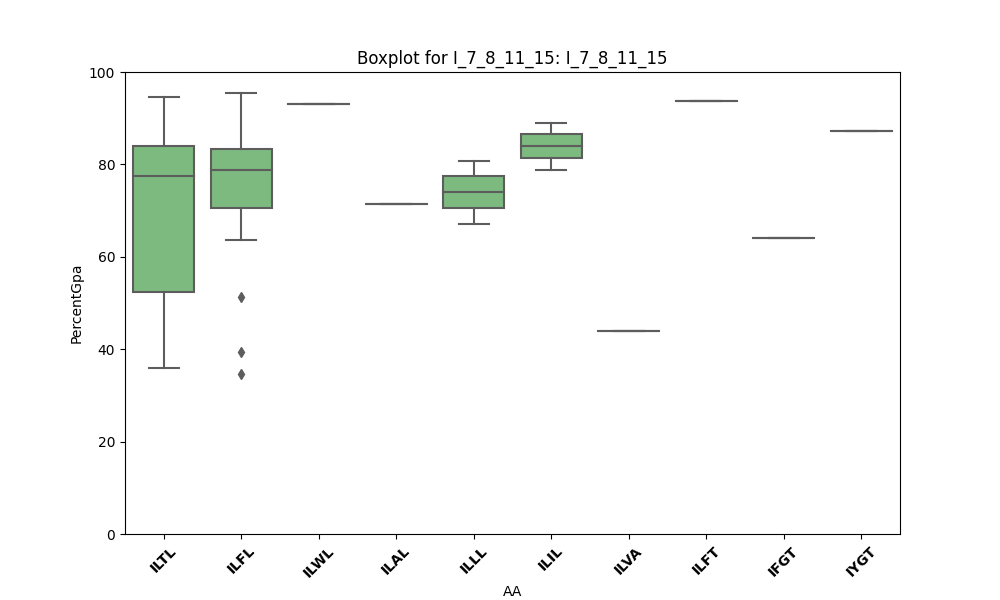 Boxplot for I_7_8_11_15: I_7_8_11_15
PercentGpa
100
80
60
40
20
0
ILTL
ILFL
ILWL
ILAL
ILLL
ILIL
ILVA
ILFT
IFGT
IYGT
AA